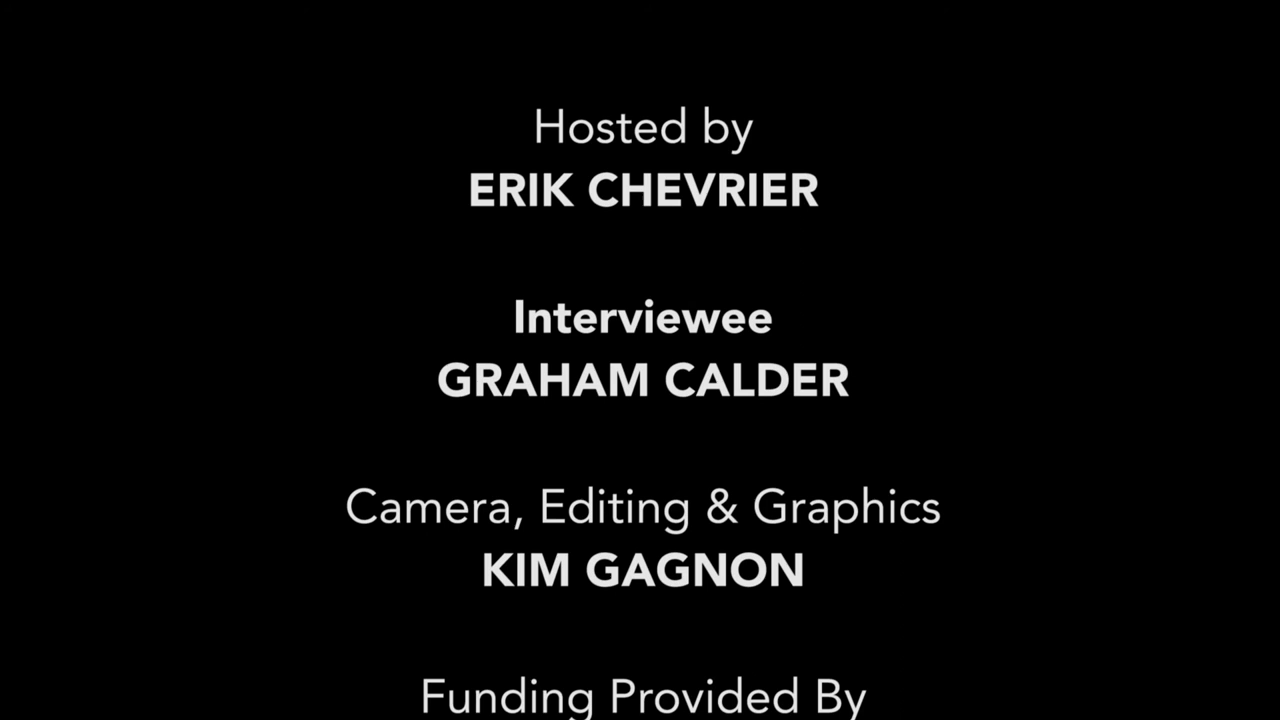 Hosted by
ERIK CHEVRIER
Interviewee
GRAHAM CALDER
Camera, Editing & Graphics
KIM GAGNON
Funding Provided By